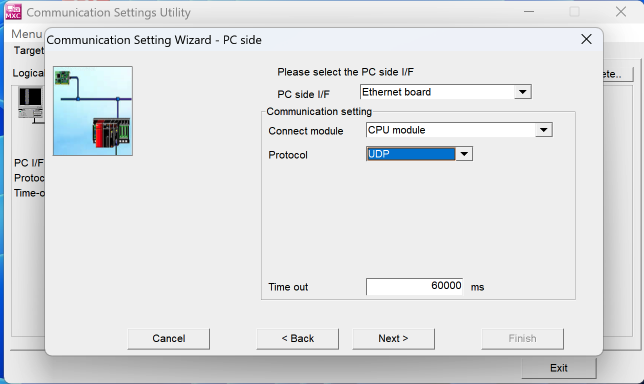 MXC Communication Settings Utility
Menu
Target
Logical
ete..
Communication Setting Wizard - PC side
Please select the PC side I/F
PC side I/F Ethernet board
Communication setting
Connect module CPU module
Protocol UDP
PC I/F
Protoc
Time-o
Time out 60000 ms
Cancel < Back Next > Finish
Exit